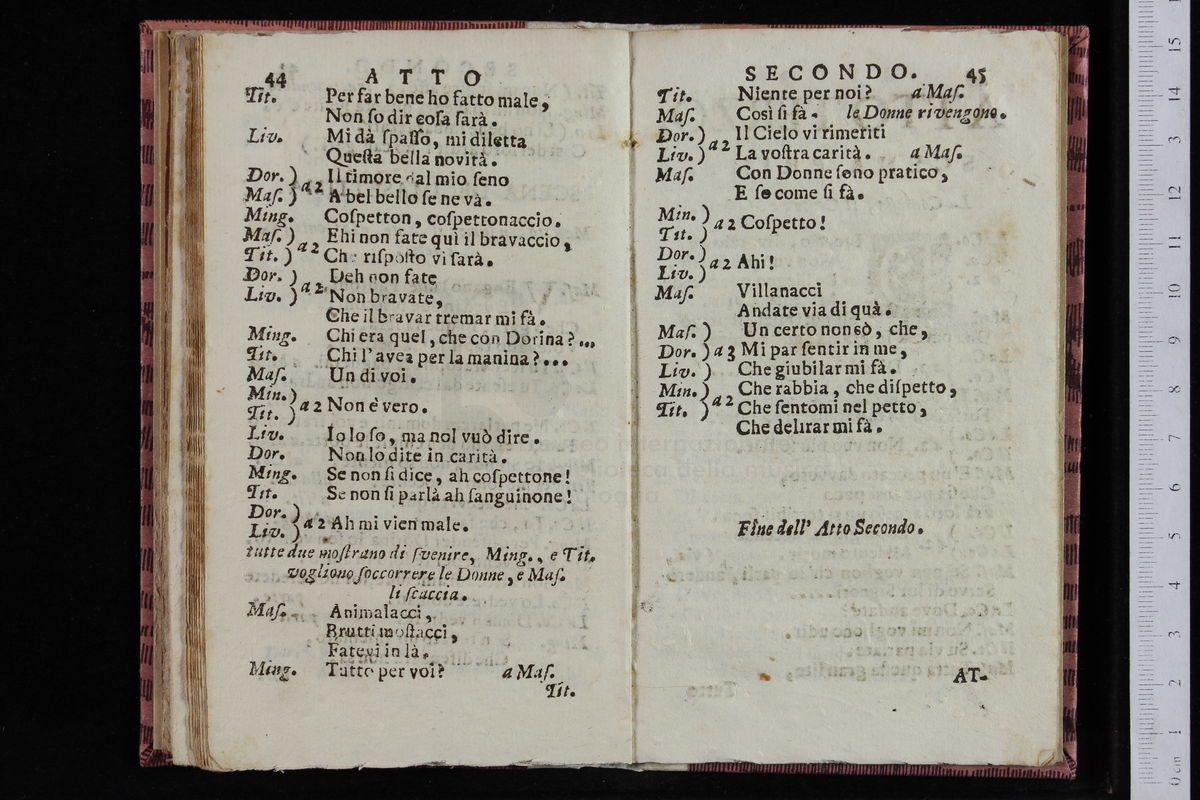 44 ATTO
Tit. Per far bene ho fatto male,
Non ſo dir coſa ſarà.
Liv. Mi dà ſpaſſo, mi diletta
Queſta bella novità.
Dor. ) Il timore dal mio ſeno
Maſ. ) a 2 A bel bello ſe ne và.
Ming. Coſpetton, coſpettonaccio.
Maſ. ) Ehi non fate quì il bravaccio,
Tit. ) a 2 Che riſpoſto vi ſarà.
Dor. ) Deh non fate
Liv. ) a 2 Non bravate,
Che il bravar tremar mi fà.
Ming. Chi era quel, che con Dorina?...
Tit. Chi l'avea per la manina?...
Maſ. Un di voi.
Min. )
Tit. ) a 2 Non è vero.
Liv. Io lo ſo, ma nol vuò dire.
Dor. Non lo dite in carità.
Ming. Se non ſi dice, ah coſpettone!
Tit. Se non ſi parlà ah ſanguinone!
Dor. )
Liv. ) a 2 Ah mi vien male.
tutte due moſtrano di ſvenire, Ming., e Tit.
vogliono ſoccorrere le Donne, e Maſ.
li ſcaccia.
Maſ. Animalacci,
Brutti moſtacci,
Fatevi in là.
Ming. Tutto per voi? a Maſ.
Tit.
SECONDO. 45
Tit. Niente per noi? a Maſ.
Maſ. Così ſi fà. le Donne rivengono.
Dor. ) Il Cielo vi rimeriti
Liv. ) a 2 La voſtra carità. a Maſ.
Maſ. Con Donne ſono pratico,
E ſo come ſi fà.
Min. )
Tit. ) a 2 Coſpetto!
Dor. )
Liv. ) a 2 Ahi!
Maſ. Villanacci
Andate via di quà.
Maſ. ) Un certo non sò, che,
Dor. ) a 3 Mi par ſentir in me,
Liv. ) Che giubilar mi fà.
Min. ) Che rabbia, che diſpetto,
Tit. ) a 2 Che ſentomi nel petto,
Che delirar mi fà.
Fine dell' Atto Secondo.
AT-